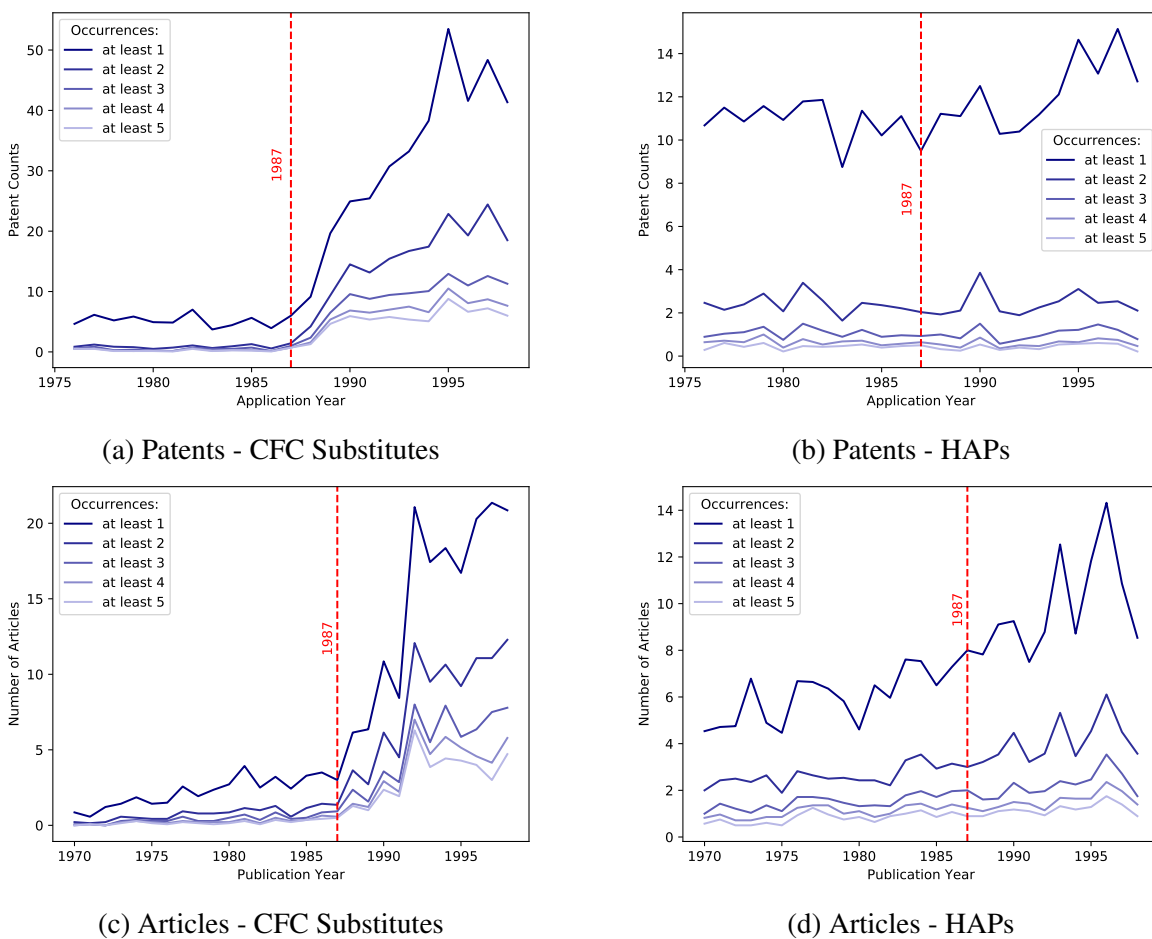 Patent Counts
50
40
30
20
10
0
Occurrences:
at least 1
at least 2
at least 3
at least 4
at least 5
1987
1975
1980
1985
1990
1995
Application Year
(a) Patents - CFC Substitutes
Patent Counts
14
12
10
8
6
4
2
0
Occurrences:
at least 1
at least 2
at least 3
at least 4
at least 5
1987
1975
1980
1985
1990
1995
Application Year
(b) Patents - HAPs
Number of Articles
20
15
10
5
0
Occurrences:
at least 1
at least 2
at least 3
at least 4
at least 5
1987
1970
1975
1980
1985
1990
1995
Publication Year
(c) Articles - CFC Substitutes
Number of Articles
14
12
10
8
6
4
2
0
Occurrences:
at least 1
at least 2
at least 3
at least 4
at least 5
1987
1970
1975
1980
1985
1990
1995
Publication Year
(d) Articles - HAPs